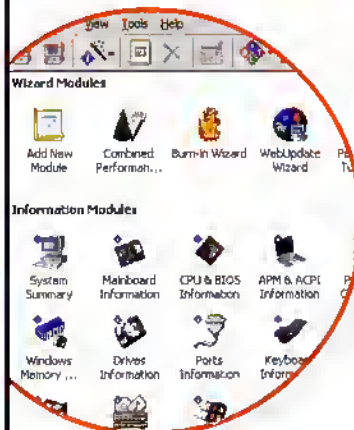 View Tools Help
Wizard Modules
Add New Combined Burn-in Wizard WebUpdate
Module Performan... Wizard
Information Modules
System Mainboard CPU & BIOS APM & ACPI
Summary Information Information Information
Windows Drives Ports
Memory ... Information Information